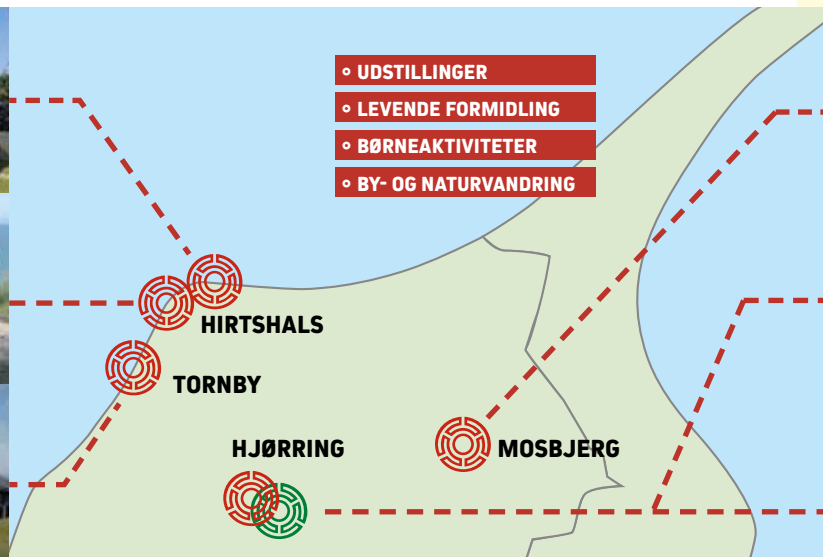 ° UDSTILLINGER
° LEVENDE FORMIDLING
° BØRNEAKTIVITETER
° BY- OG NATURVANDRING
HIRTSHALS
TORNBY
HJØRRING
MOSBJERG